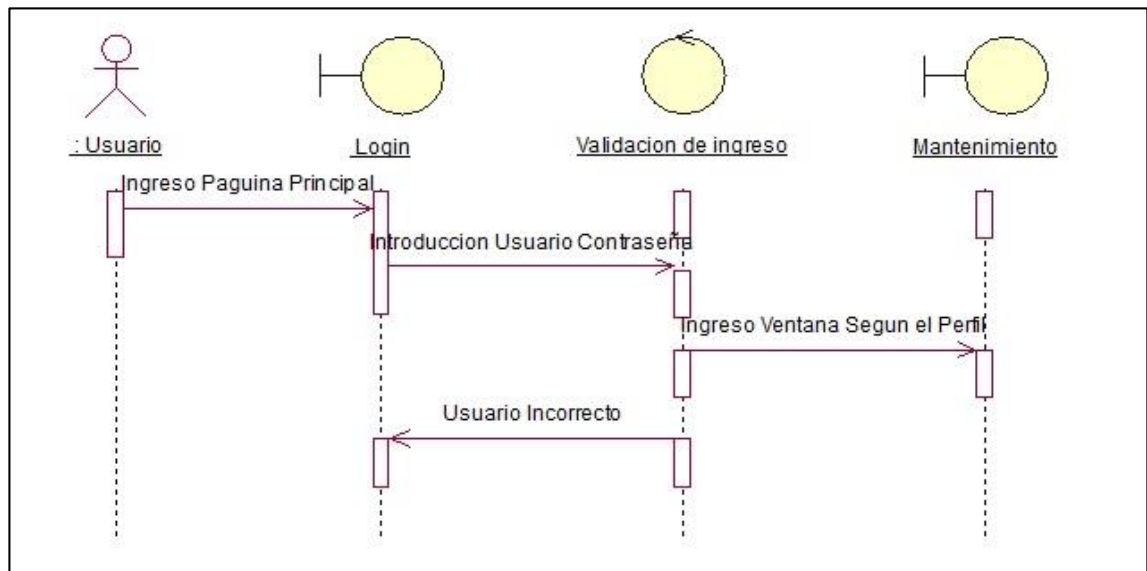 : Usuario
Login
Validacion de ingreso
Mantenimiento
Ingreso Paguina Principal
Introduccion Usuario Contraseña
Ingreso Ventana Segun el Perfil
Usuario Incorrecto